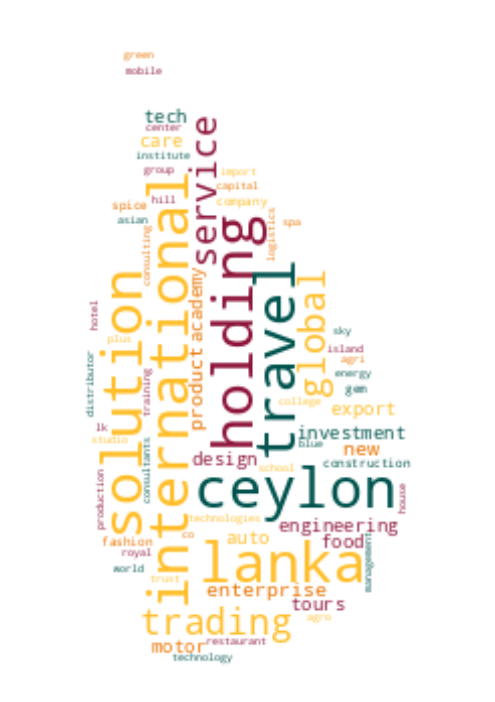 green
mobile
tech
center
care
institute
group
import
service
capital
hill
company
spice
asian
international
holding
logistics
spa
consulting
travel
solution
academy
global
hotel
sky
plus
island
agri
product
energy
distributor
training
gem
college
export
lk
studio
investment
blue
new
consultants
design
school
construction
production
ceylon
house
technologies
engineering
co
auto
food
fashion
royal
lanka
management
world
trust
enterprise
tours
agro
trading
restaurant
motor
technology